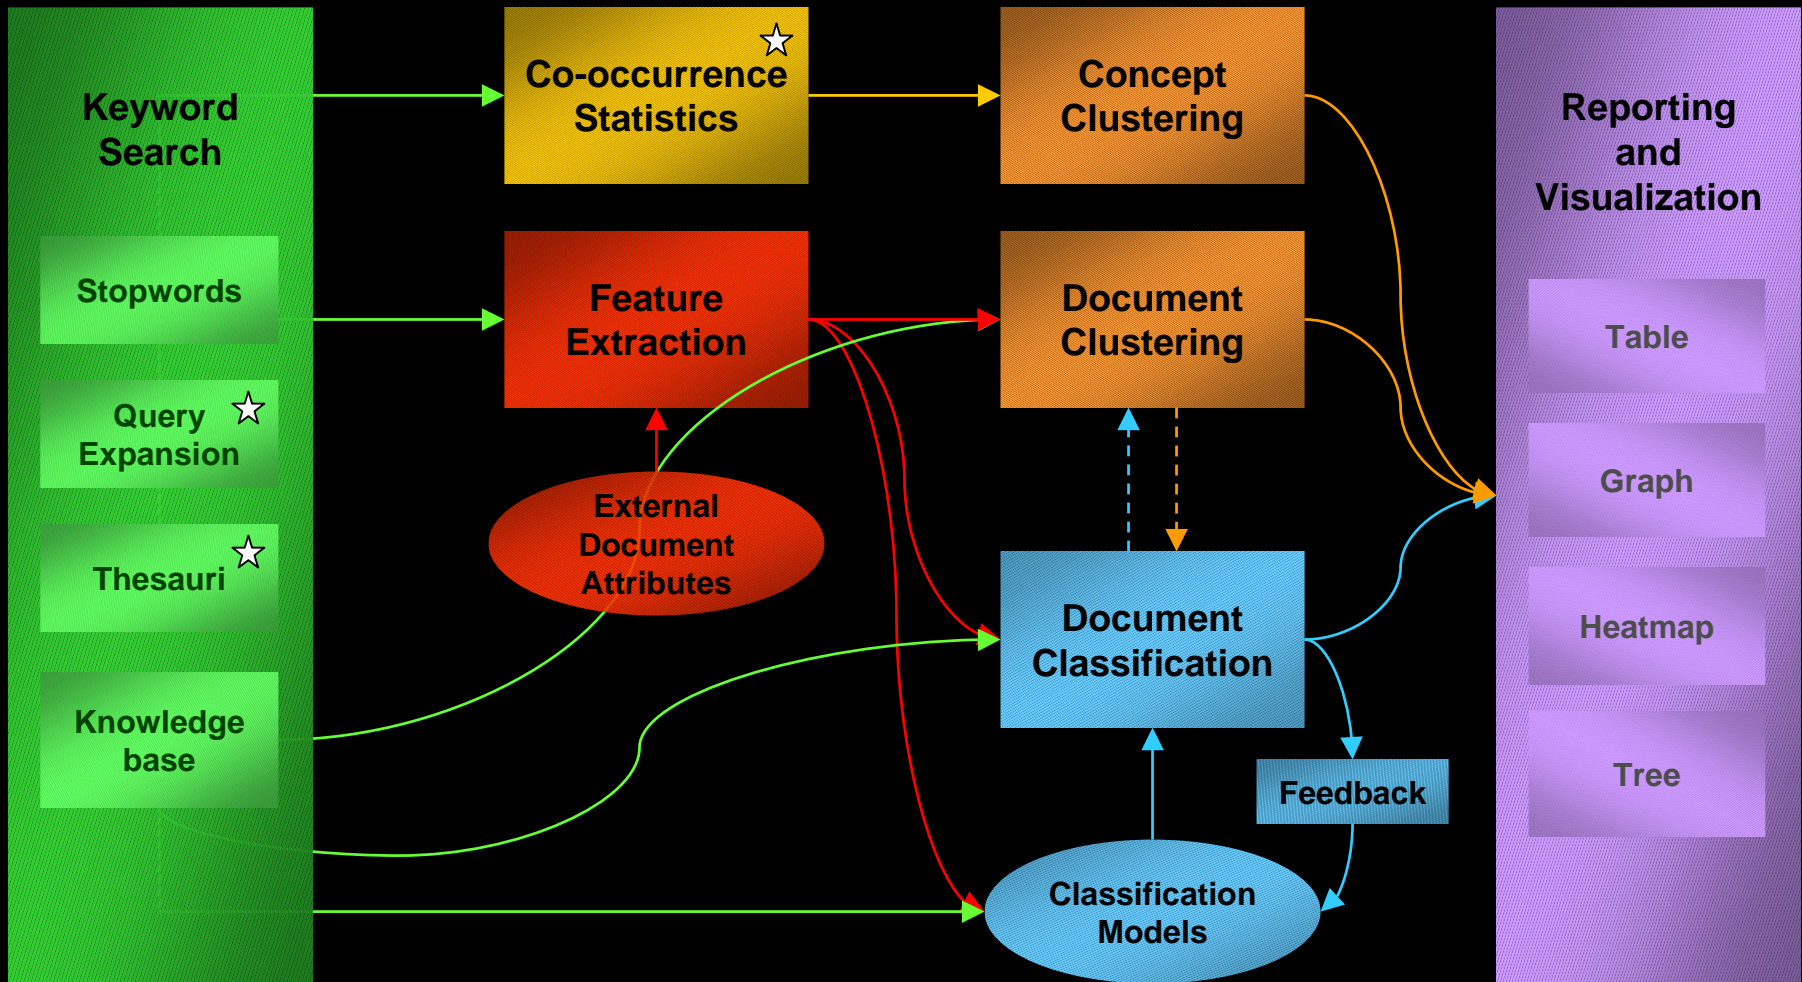 Keyword
Search
Stopwords
Query
Expansion
Thesauri
Knowledge
base
Co-occurrence
Statistics
Feature
Extraction
External
Document
Attributes
Concept
Clustering
Document
Clustering
Document
Classification
Feedback
Classification
Models
Reporting
and
Visualization
Table
Graph
Heatmap
Tree